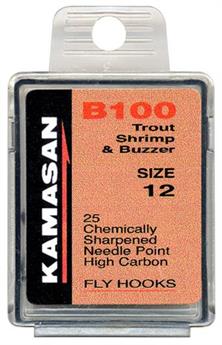 KAMASAN
B100
Trout
Shrimp
& Buzzer
SIZE
12
25
Chemically
Sharpened
Needle Point
High Carbon
FLY HOOKS